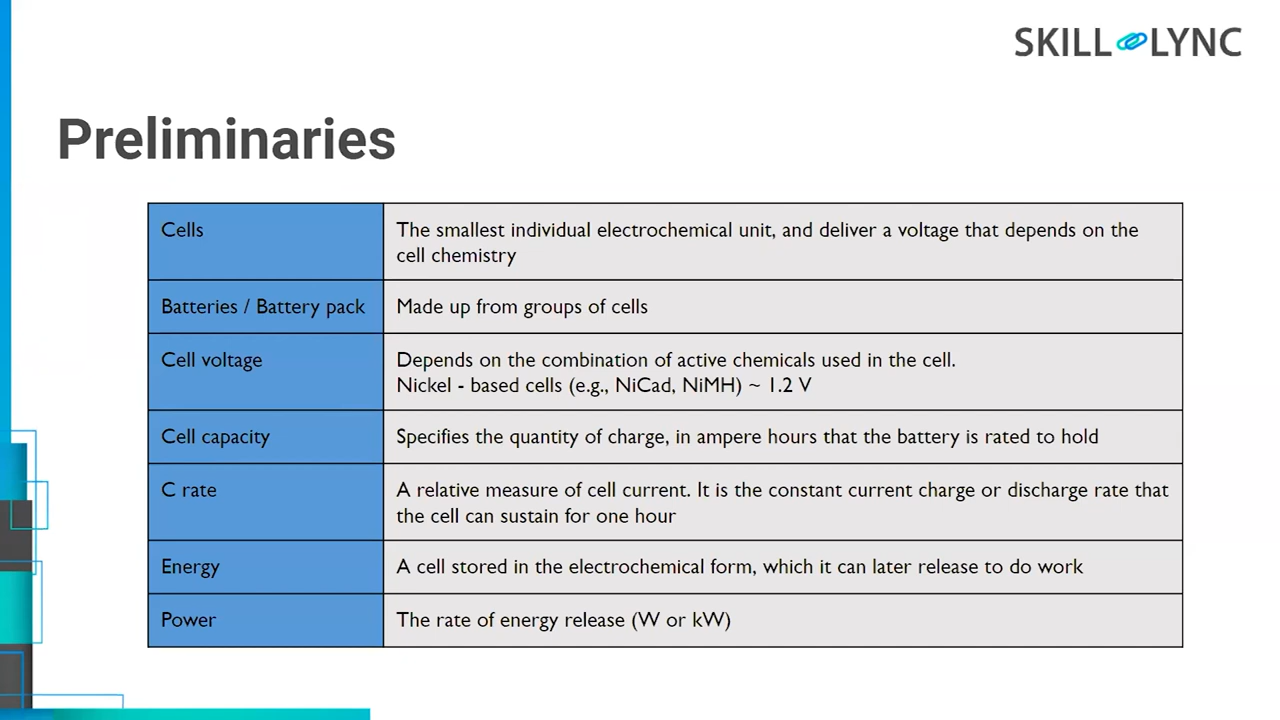 SKILL LYNC
Preliminaries
Cells
The smallest individual electrochemical unit, and deliver a voltage that depends on the
cell chemistry
Batteries / Battery pack
Made up from groups of cells
Cell voltage
Depends on the combination of active chemicals used in the cell.
Nickel - based cells (e.g., NiCad, NiMH) ~ 1.2 V
Cell capacity
Specifies the quantity of charge, in ampere hours that the battery is rated to hold
C rate
A relative measure of cell current. It is the constant current charge or discharge rate that
the cell can sustain for one hour
Energy
A cell stored in the electrochemical form, which it can later release to do work
Power
The rate of energy release (W or kW)